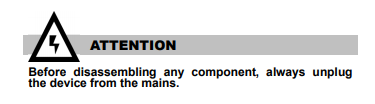 ATTENTION
Before disassembling any component, always unplug
the device from the mains.